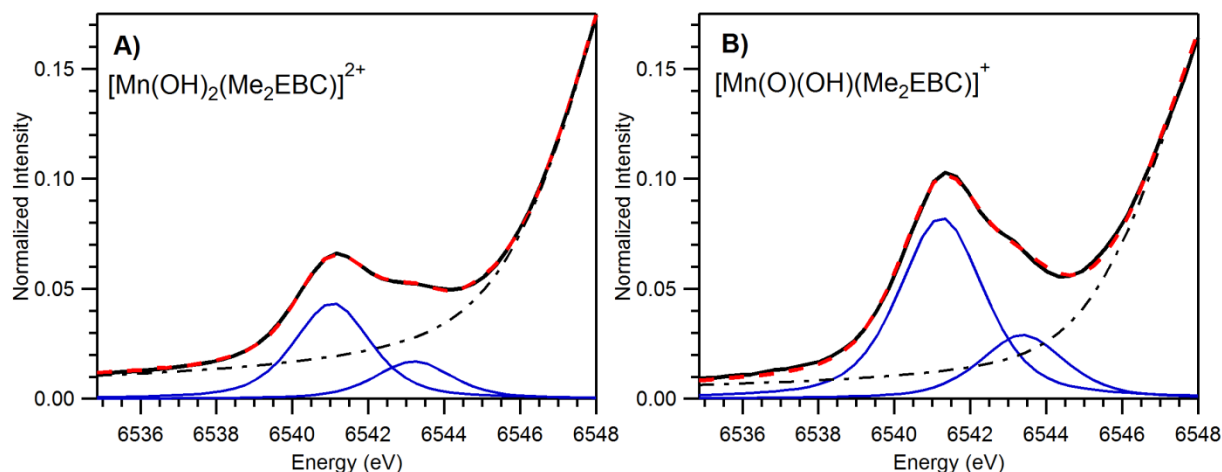 A)
[Mn(OH)₂(Me₂EBC)]²⁺
Normalized Intensity
0.15
0.10
0.05
0.00
6536 6538 6540 6542 6544 6546 6548
Energy (eV)
B)
[Mn(O)(OH)(Me₂EBC)]⁺
Normalized Intensity
0.15
0.10
0.05
0.00
6536 6538 6540 6542 6544 6546 6548
Energy (eV)